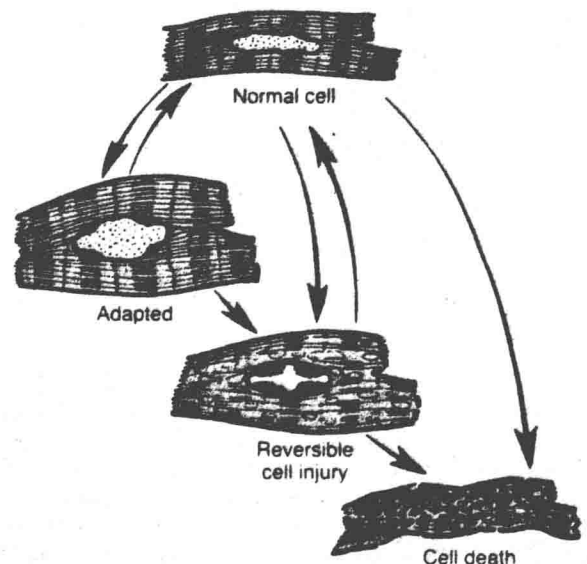 Normal cell
Adapted
Reversible
cell injury
Cell death